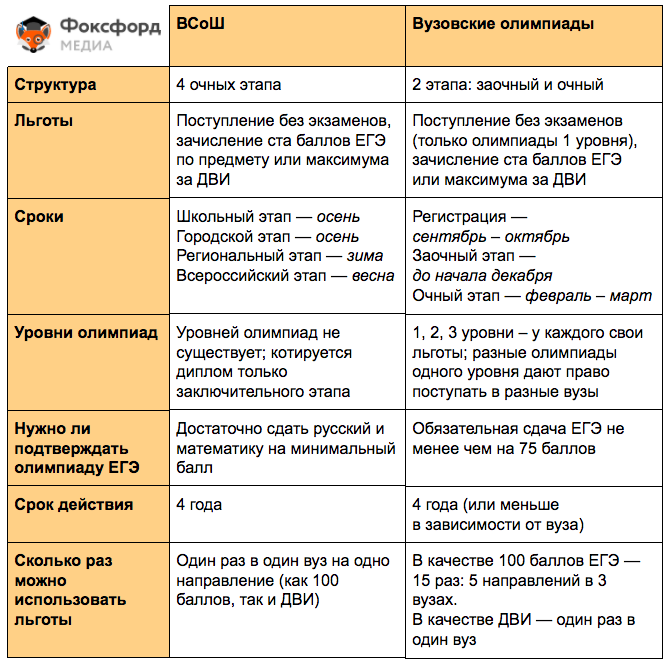 Фоксфорд
МЕДИА
ВСоШ
Вузовские олимпиады
Структура
4 очных этапа
2 этапа: заочный и очный
Льготы
Поступление без экзаменов,
зачисление ста баллов ЕГЭ
по предмету или максимума
за ДВИ
Поступление без экзаменов
(только олимпиады 1 уровня),
зачисление ста баллов ЕГЭ
или максимума за ДВИ
Сроки
Школьный этап — осень
Городской этап — осень
Региональный этап — зима
Всероссийский этап — весна
Регистрация —
сентябрь – октябрь
Заочный этап —
до начала декабря
Очный этап — февраль – март
Уровни олимпиад
Уровней олимпиад не
существует; котируется
диплом только
заключительного этапа
1, 2, 3 уровни – у каждого свои
льготы; разные олимпиады
одного уровня дают право
поступать в разные вузы
Нужно ли
подтверждать
олимпиаду ЕГЭ
Достаточно сдать русский и
математику на минимальный
балл
Обязательная сдача ЕГЭ не
менее чем на 75 баллов
Срок действия
4 года
4 года (или меньше
в зависимости от вуза)
Сколько раз
можно
использовать
льготы
Один раз в один вуз на одно
направление (как 100
баллов, так и ДВИ)
В качестве 100 баллов ЕГЭ —
15 раз: 5 направлений в 3
вузах.
В качестве ДВИ — один раз в
один вуз